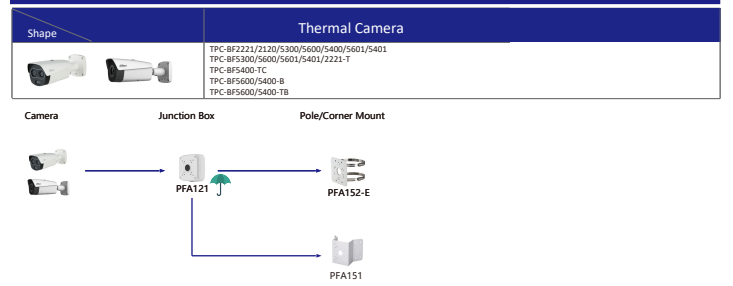 Shape
Thermal Camera
TPC-BF2221/2120/5300/5600/5400/5601/5401
TPC-BF5300/5600/5601/5401/2221-T
TPC-BF5400-TC
TPC-BF5600/5400-B
TPC-BF5600/5400-TB
Camera
Junction Box
Pole/Corner Mount
PFA121
PFA152-E
PFA151